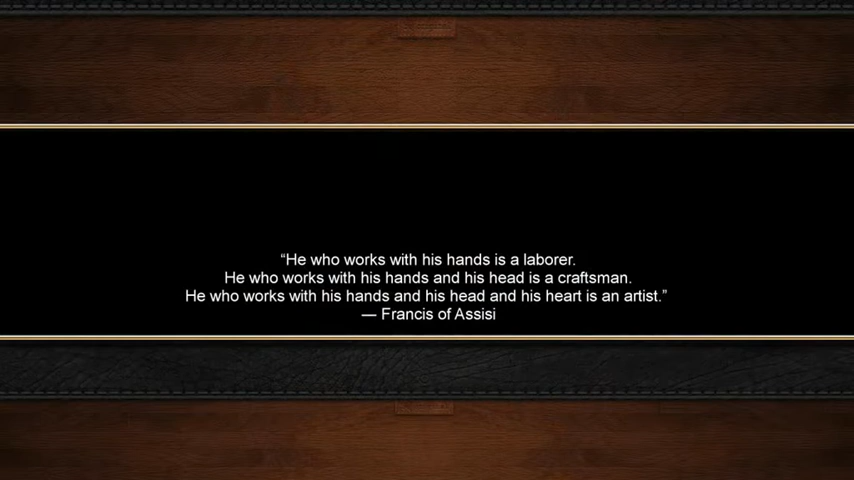 “He who works with his hands is a laborer.
He who works with his hands and his head is a craftsman.
He who works with his hands and his head and his heart is an artist.”
— Francis of Assisi